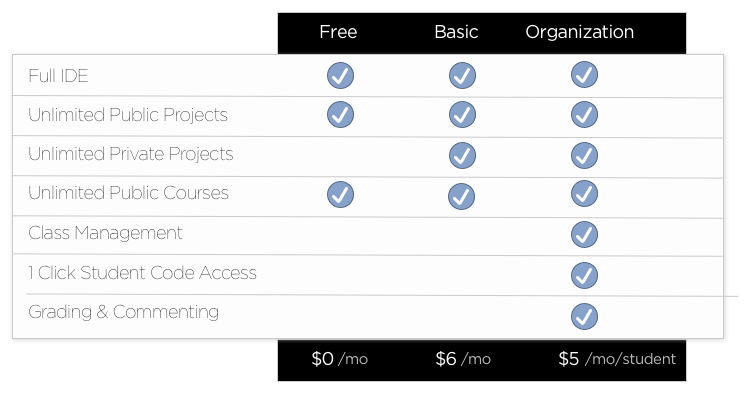 Free Basic Organization
Full IDE
Unlimited Public Projects
Unlimited Private Projects
Unlimited Public Courses
Class Management
1 Click Student Code Access
Grading & Commenting
$0 /mo $6 /mo $5 /mo/student